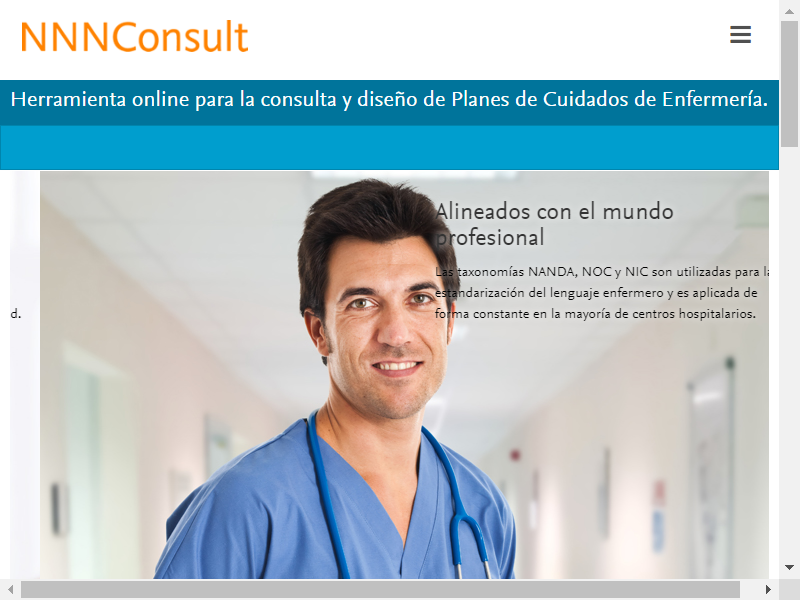 NNNConsult
Herramienta online para la consulta y diseño de Planes de Cuidados de Enfermería.
Alineados con el mundo
profesional
Las taxonomías NANDA, NOC y NIC son utilizadas para la
estandarización del lenguaje enfermero y es aplicada de
d.
forma constante en la mayoría de centros hospitalarios.